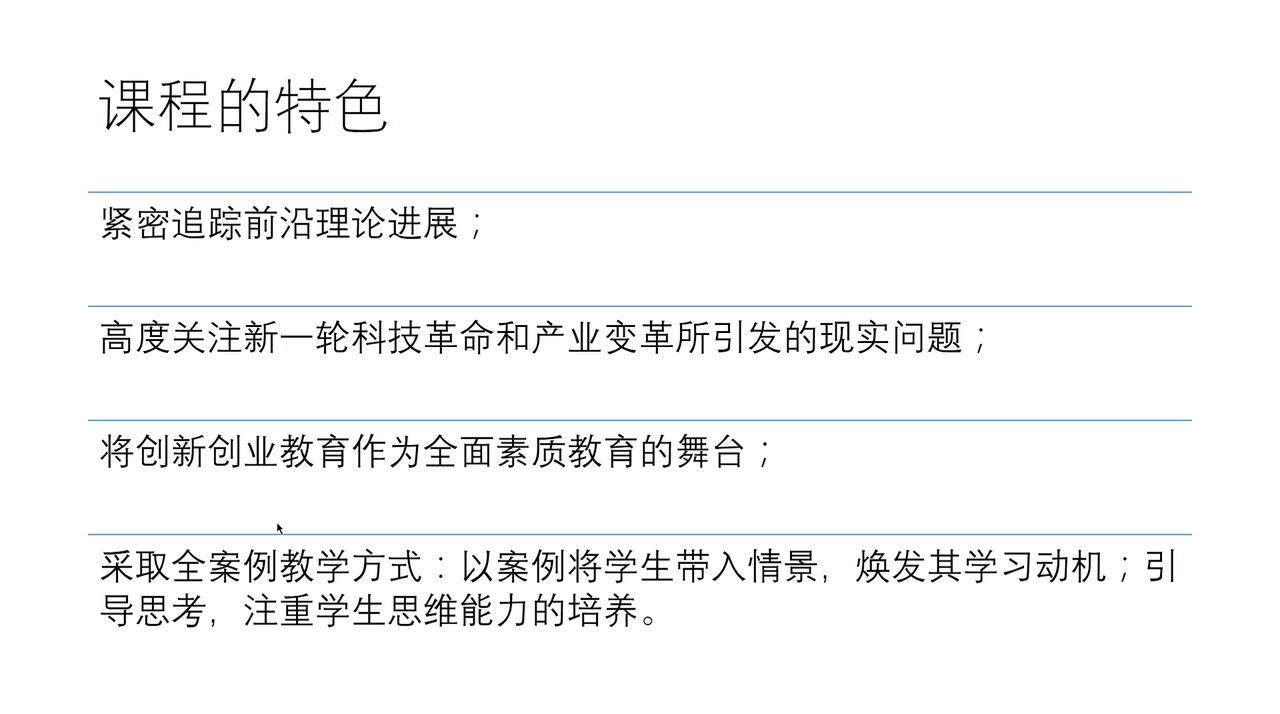 课程的特色
紧密追踪前沿理论进展；
高度关注新一轮科技革命和产业变革所引发的现实问题；
将创新创业教育作为全面素质教育的舞台；
采取全案例教学方式：以案例将学生带入情景，焕发其学习动机；引
导思考，注重学生思维能力的培养。